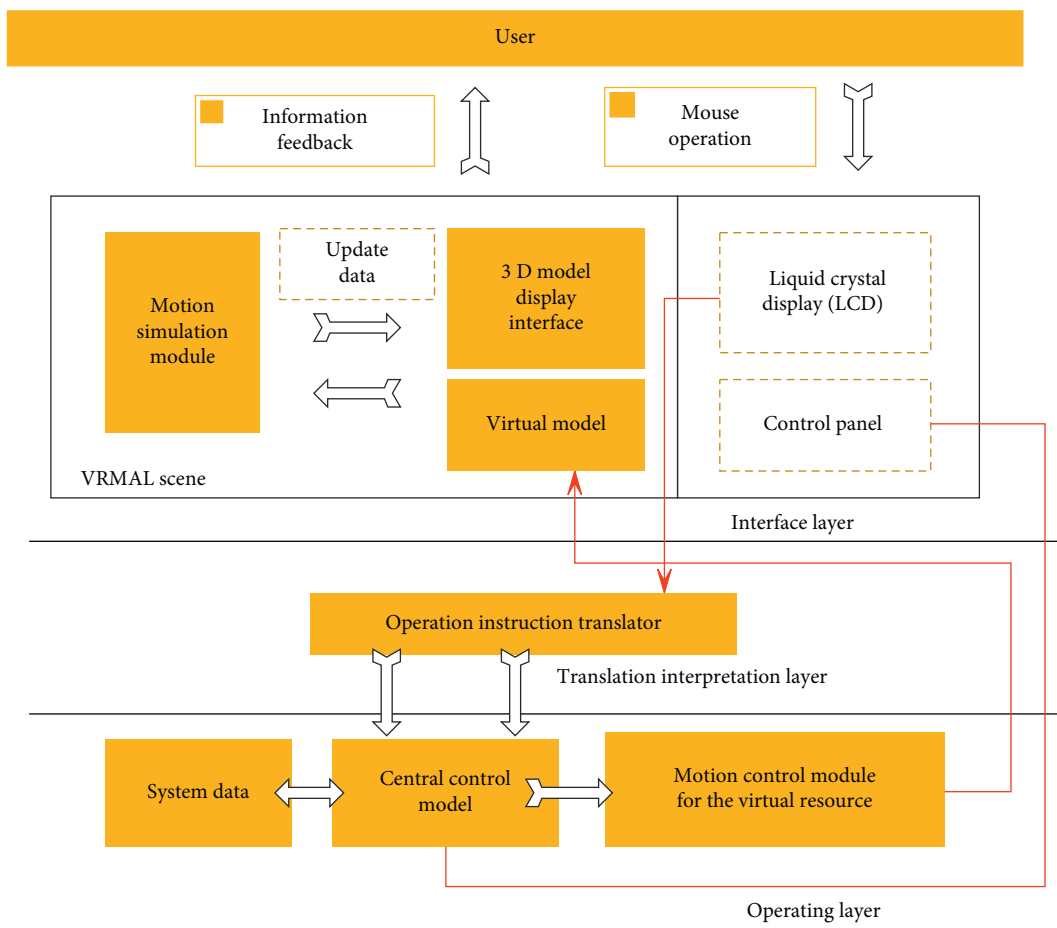 User
Information
feedback
Mouse
operation
Motion
simulation
module
Update
data
3 D model
display
interface
Virtual model
VRMAL scene
Liquid crystal
display (LCD)
Control panel
Interface layer
Operation instruction translator
Translation interpretation layer
System data
Central control
model
Motion control module
for the virtual resource
Operating layer